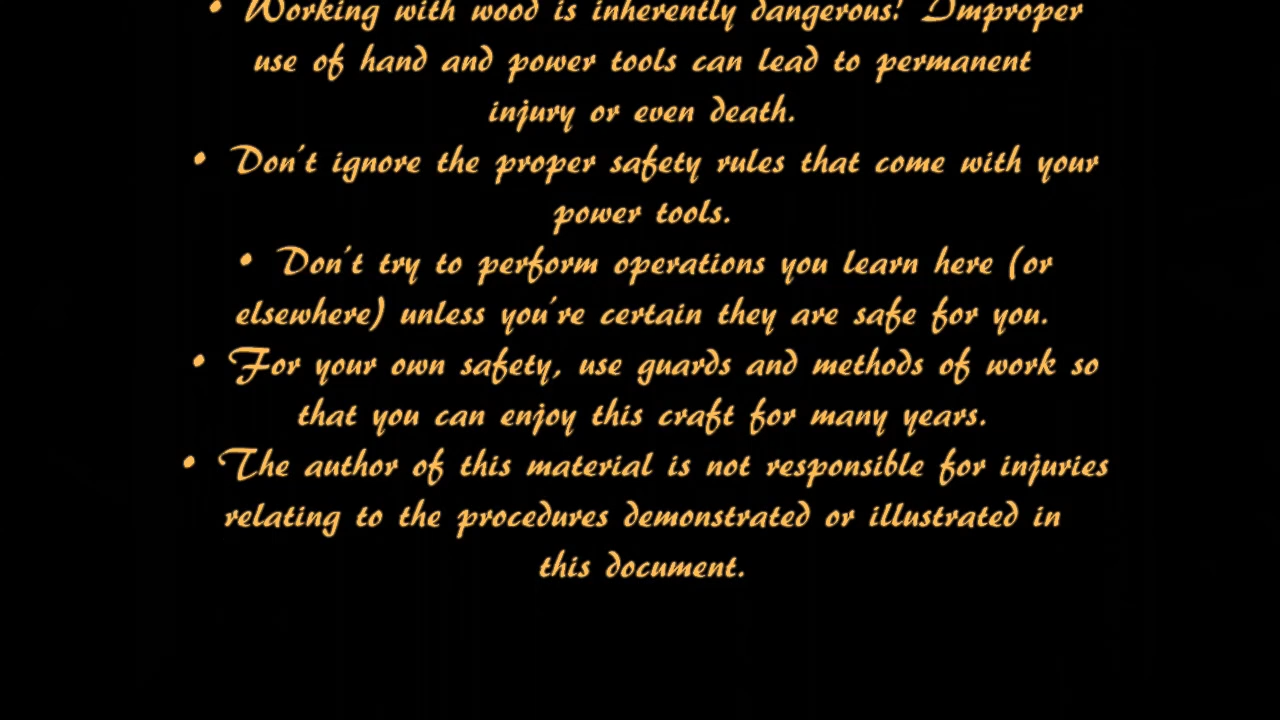 • Working with wood is inherently dangerous! Improper
use of hand and power tools can lead to permanent
injury or even death.
• Don't ignore the proper safety rules that come with your
power tools.
• Don't try to perform operations you learn here (or
elsewhere) unless you're certain they are safe for you.
• For your own safety, use guards and methods of work so
that you can enjoy this craft for many years.
• The author of this material is not responsible for injuries
relating to the procedures demonstrated or illustrated in
this document.